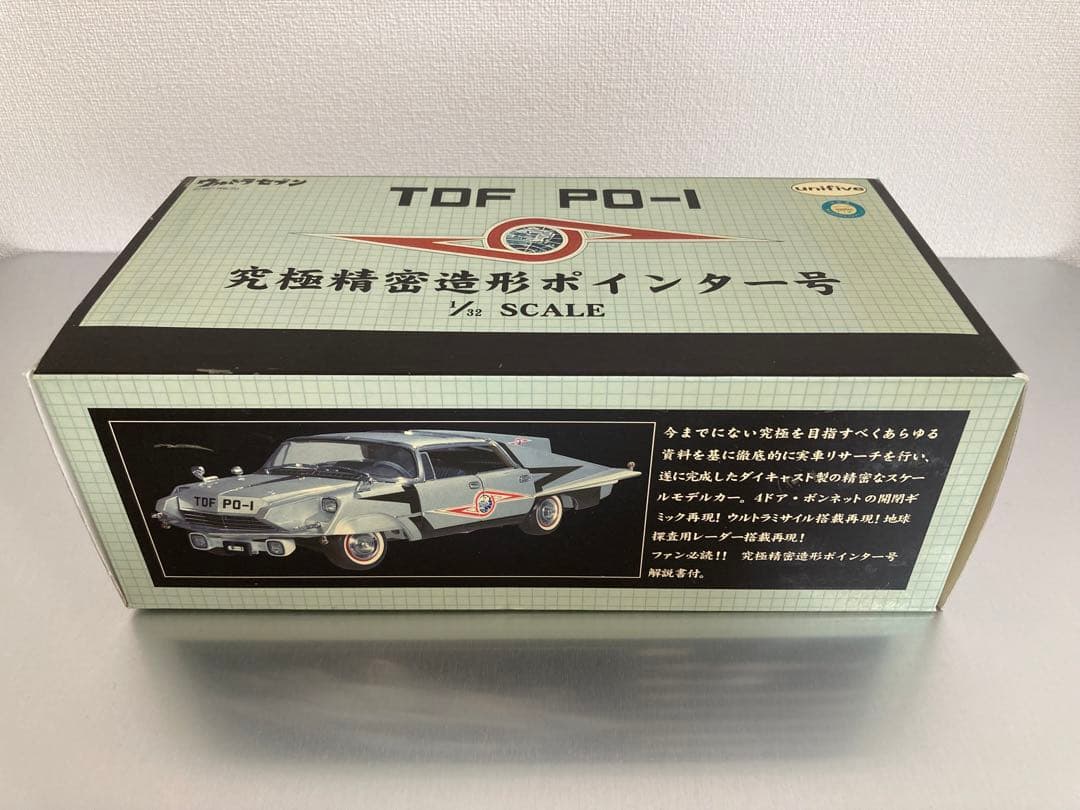 ウルトラセブン
TDF PO-1
unifive
究極精密造形ポインター号
1/32 SCALE
TDF PO-1
今までにない究極を目指すべくあらゆる
資料を基に徹底的に実車リサーチを行い、
遂に完成したダイキャスト製の精密なスケー
ルモデルカー。4ドア・ボンネットの開閉ギ
ミック再現!ウルトラミサイル搭載再現!地球
探査用レーダー搭載再現!
ファン必読!! 究極精密造形ポインター号
解説書付。